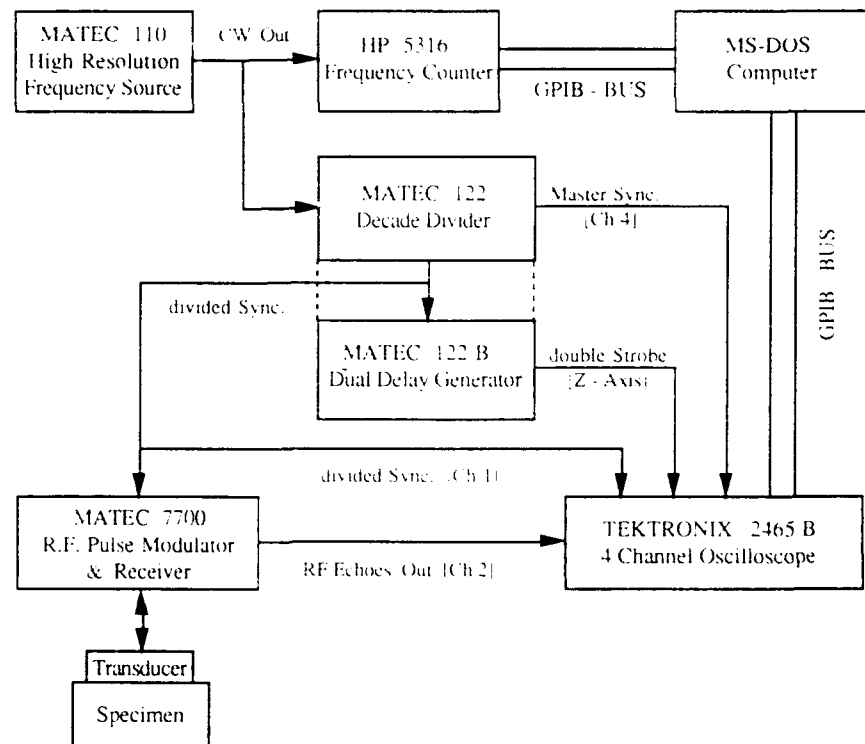 MATEC 110
High Resolution
Frequency Source
CW Out
HP 5316
Frequency Counter
GPIB - BUS
MS-DOS
Computer
MATEC 122
Decade Divider
Master Sync.
[Ch 4]
GPIB BUS
divided Sync.
MATEC 122 B
Dual Delay Generator
double Strobe
[Z - Axis]
divided Sync. [Ch 1]
MATEC 7700
R.F. Pulse Modulator
& Receiver
RF Echoes Out [Ch 2]
TEKTRONIX 2465 B
4 Channel Oscilloscope
Transducer
Specimen